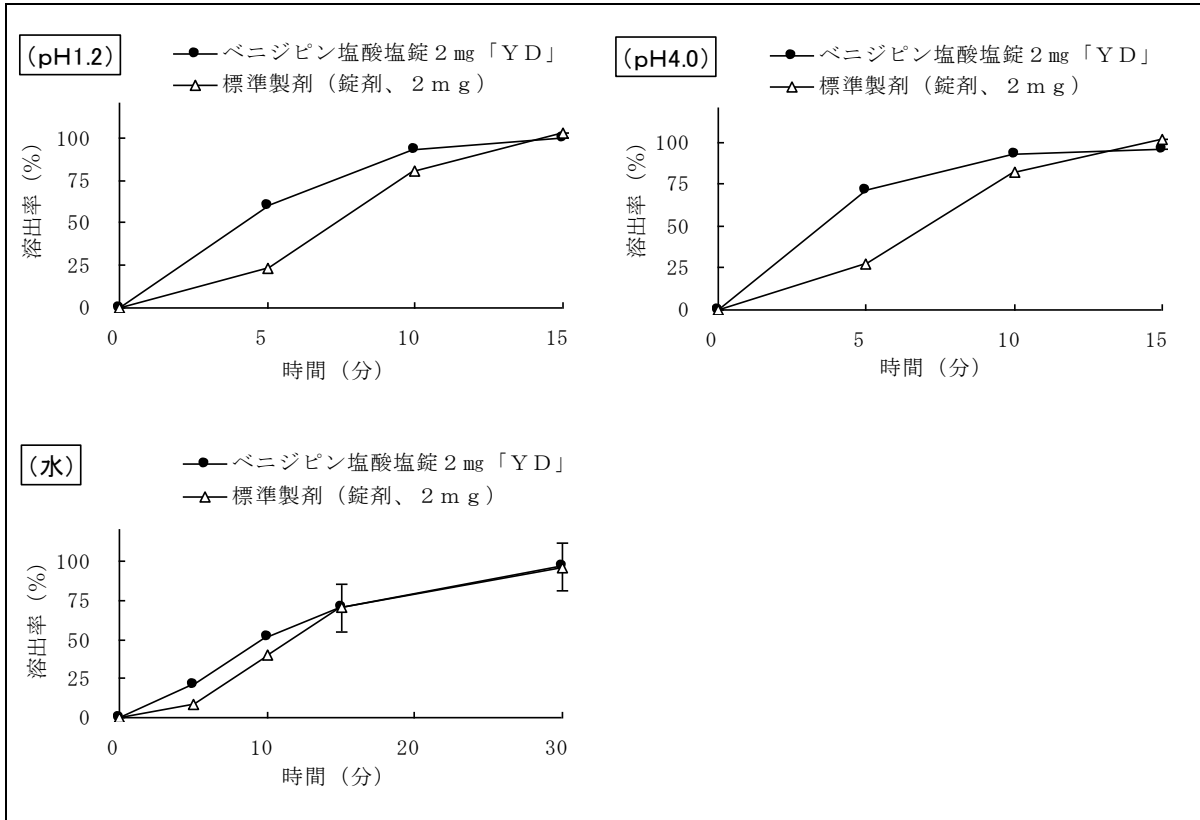 (pH1.2)
ベニジピン塩酸塩錠2㎎「YD」
標準製剤(錠剤、2mg)
溶出率(%)
100
75
50
25
0
0 5 10 15
時間(分)
(pH4.0)
ベニジピン塩酸塩錠2㎎「YD」
標準製剤(錠剤、2mg)
溶出率(%)
100
75
50
25
0
0 5 10 15
時間(分)
(水)
ベニジピン塩酸塩錠2㎎「YD」
標準製剤(錠剤、2mg)
溶出率(%)
100
75
50
25
0
0 10 20 30
時間(分)